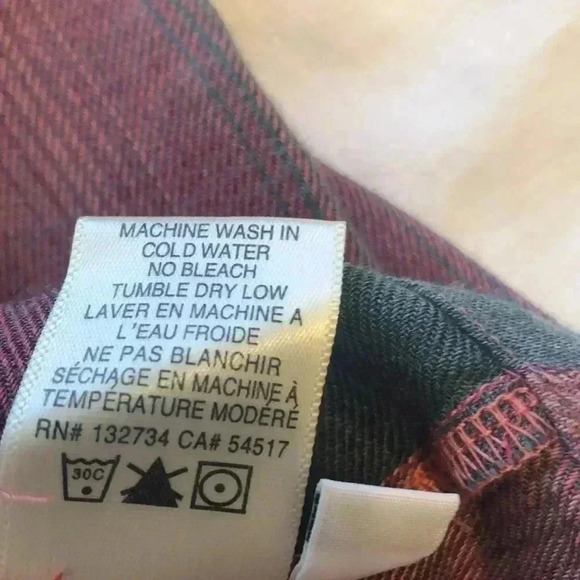 MACHINE WASH IN
COLD WATER
NO BLEACH
TUMBLE DRY LOW
LAVER EN MACHINE A
L'EAU FROIDE
NE PAS BLANCHIR
SÉCHAGE EN MACHINE À
TEMPÉRATURE MODÉRÉ
RN# 132734 CA# 54517
30C